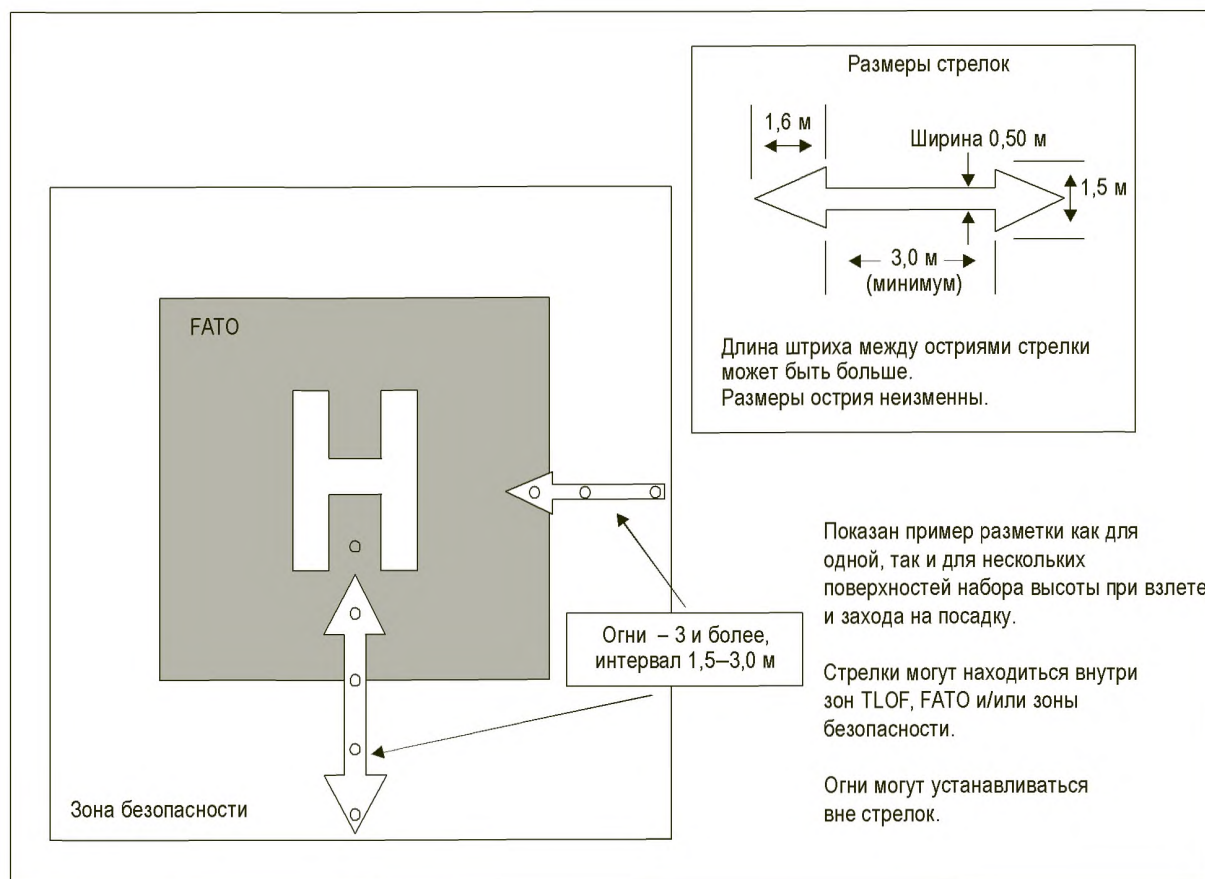 Размеры стрелок
1,6 м
Ширина 0,50 м
1,5 м
3,0 м
(минимум)
Длина штриха между остриями стрелки
может быть больше.
Размеры острия неизменны.
FATO
H
Огни – 3 и более,
интервал 1,5–3,0 м
Зона безопасности
Показан пример разметки как для
одной, так и для нескольких
поверхностей набора высоты при взлете
и захода на посадку.
Стрелки могут находиться внутри
зон TLOF, FATO и/или зоны
безопасности.
Огни могут устанавливаться
вне стрелок.